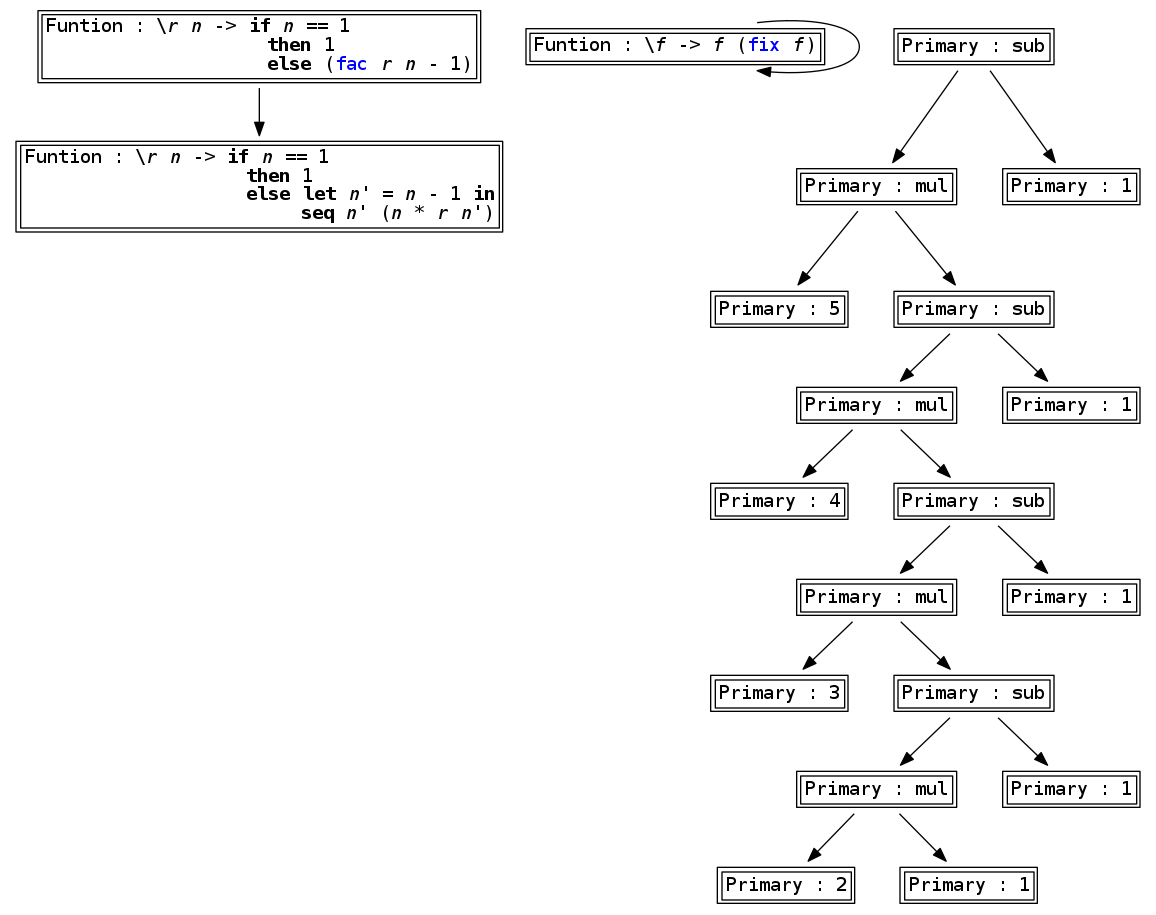 Funtion : \r n -> if n == 1
then 1
else (fac r n - 1)
Funtion : \r n -> if n == 1
then 1
else let n' = n - 1 in
seq n' (n * r n')
Funtion : \f -> f (fix f)
Primary : sub
Primary : mul
Primary : 1
Primary : 5
Primary : sub
Primary : mul
Primary : 1
Primary : 4
Primary : sub
Primary : mul
Primary : 1
Primary : 3
Primary : sub
Primary : mul
Primary : 1
Primary : 2
Primary : 1